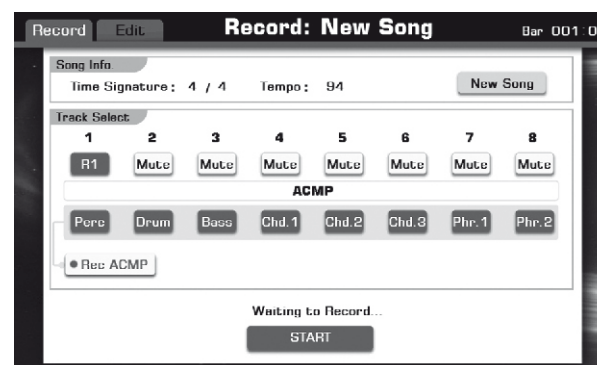 Record Edit Record: New Song Bar 001:0
Song Info.
Time Signature: 4 / 4 Tempo: 94 New Song
Track Select
1 2 3 4 5 6 7 8
R1 Mute Mute Mute Mute Mute Mute Mute
ACMP
Perc Drum Bass Chd.1 Chd.2 Chd.3 Phr.1 Phr.2
Rec ACMP
Waiting to Record...
START